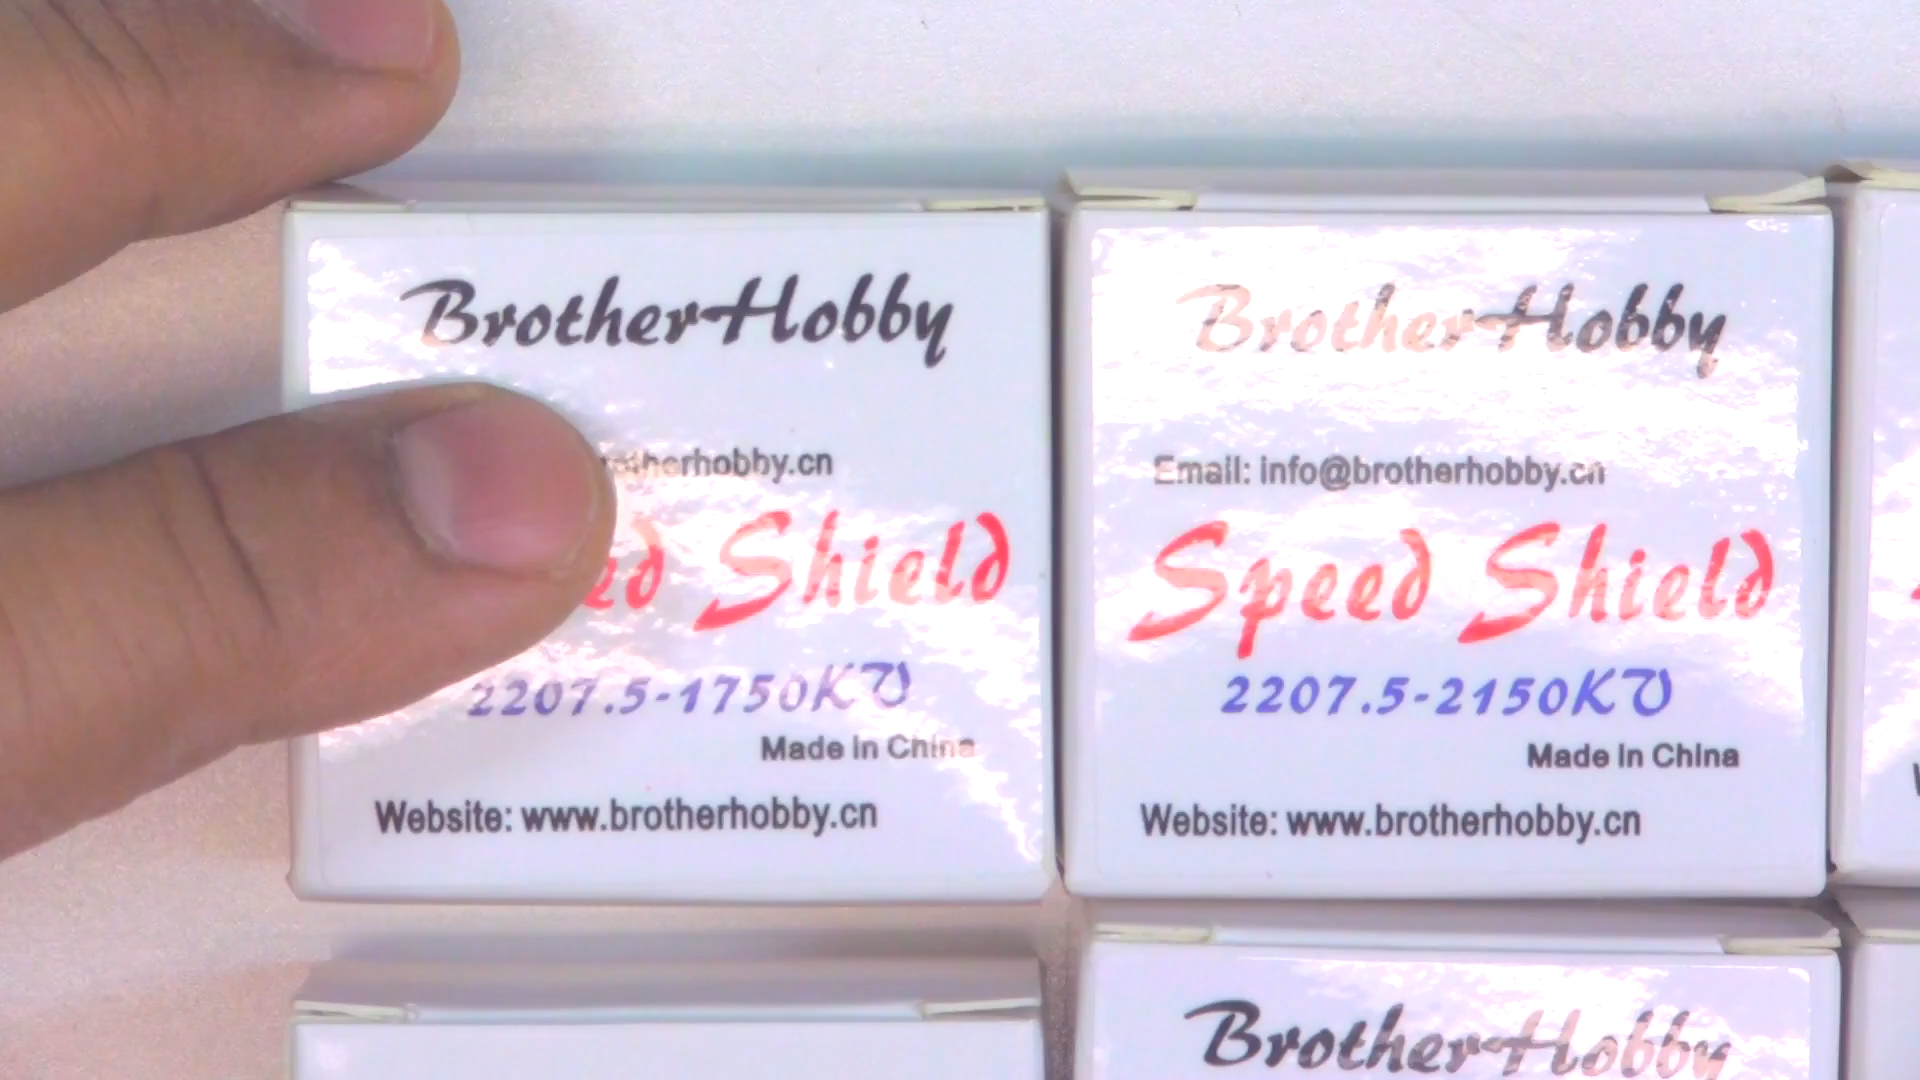 BrotherHobby
therhobby.cn
ed Shield
2207.5-1750KV
Made In China
Website: www.brotherhobby.cn
BrotherHobby
Email: info@brotherhobby.cn
Speed Shield
2207.5-2150KV
Made In China
Website: www.brotherhobby.cn
BrotherHobby